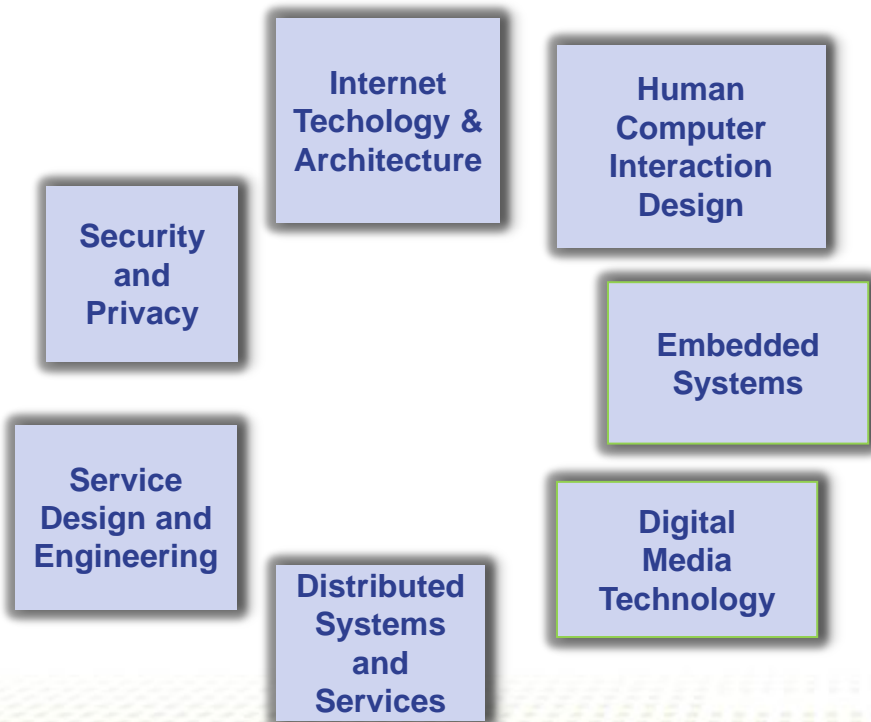 Internet
Techology &
Architecture
Human
Computer
Interaction
Design
Security
and
Privacy
Embedded
Systems
Service
Design and
Engineering
Digital
Media
Technology
Distributed
Systems
and
Services